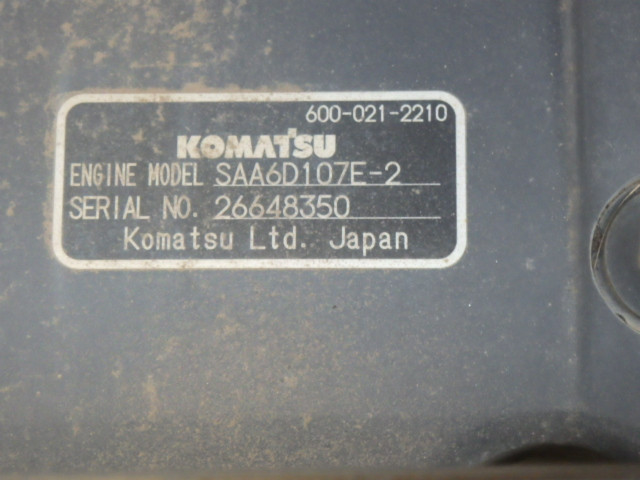 600-021-2210
KOMATSU
ENGINE MODEL SAA6D107E-2
SERIAL NO. 26648350
Komatsu Ltd. Japan